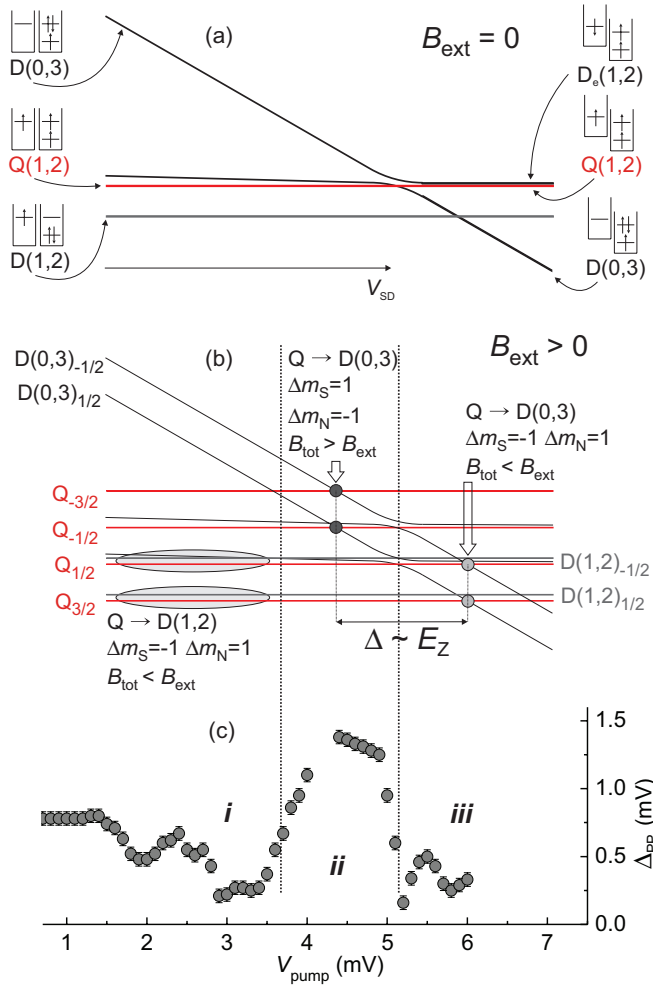 (a)
B_ext = 0
D(0,3)
D_e(1,2)
Q(1,2)
Q(1,2)
D(1,2)
D(0,3)
V_SD
(b)
B_ext > 0
D(0,3)_-1/2
D(0,3)_1/2
Q → D(0,3)
Δm_S=1
Δm_N=-1
B_tot > B_ext
Q → D(0,3)
Δm_S=-1 Δm_N=1
B_tot < B_ext
Q_-3/2
Q_-1/2
Q_1/2
Q_3/2
D(1,2)_-1/2
D(1,2)_1/2
Q → D(1,2)
Δm_S=-1 Δm_N=1
B_tot < B_ext
Δ ~ E_Z
(c)
i
ii
iii
1.5
1.0
0.5
0.0
(mV)
1 2 3 4 5 6 7
V_pump (mV)